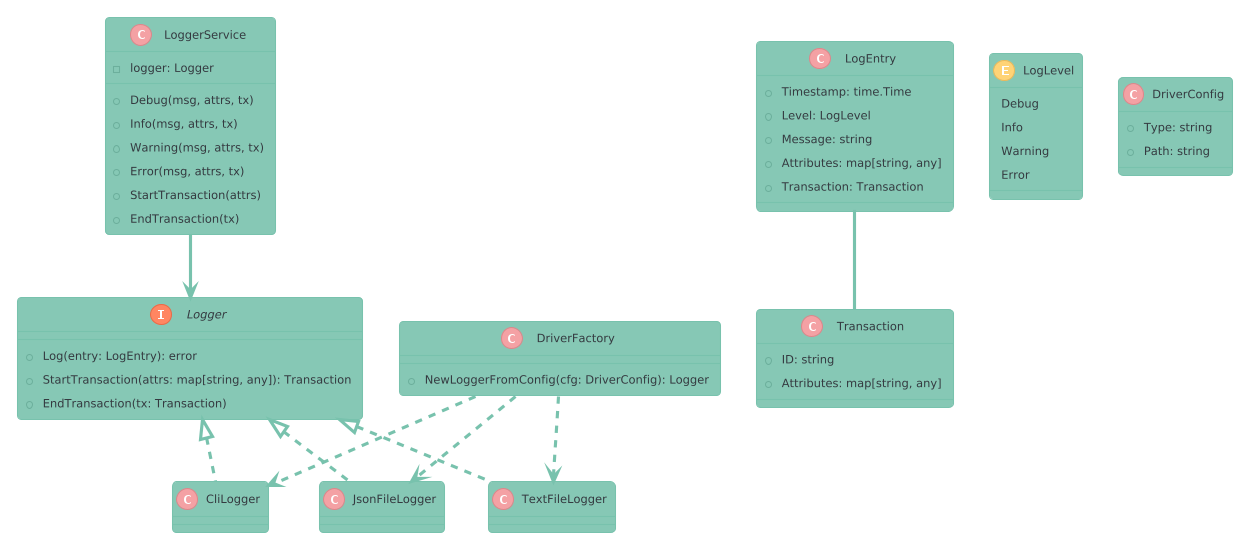 C LoggerService
logger: Logger
Debug(msg, attrs, tx)
Info(msg, attrs, tx)
Warning(msg, attrs, tx)
Error(msg, attrs, tx)
StartTransaction(attrs)
EndTransaction(tx)
C LogEntry
Timestamp: time.Time
Level: LogLevel
Message: string
Attributes: map[string, any]
Transaction: Transaction
E LogLevel
Debug
Info
Warning
Error
C DriverConfig
Type: string
Path: string
I Logger
Log(entry: LogEntry): error
StartTransaction(attrs: map[string, any]): Transaction
EndTransaction(tx: Transaction)
C DriverFactory
NewLoggerFromConfig(cfg: DriverConfig): Logger
C Transaction
ID: string
Attributes: map[string, any]
C CliLogger
C JsonFileLogger
C TextFileLogger